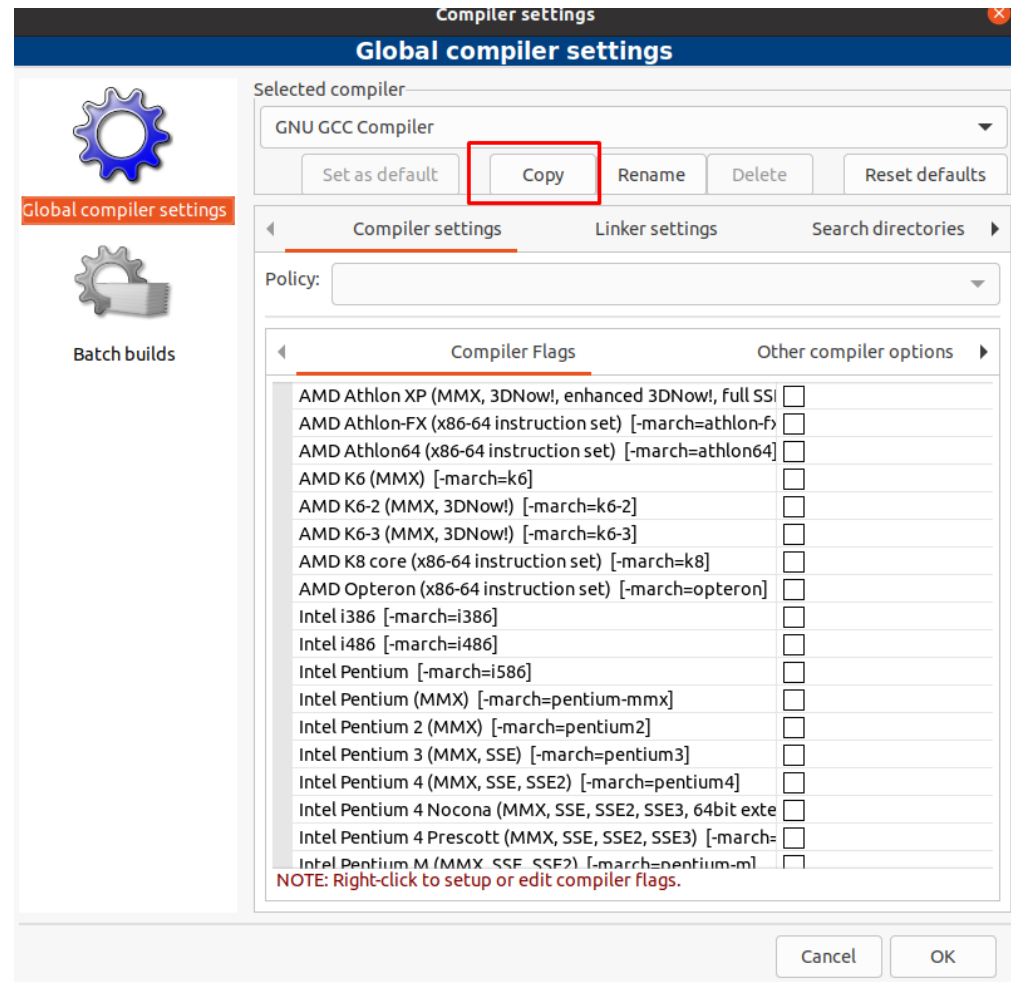 Compiler settings
Global compiler settings
Global compiler settings
Batch builds
Selected compiler
GNU GCC Compiler
Set as default Copy Rename Delete Reset defaults
Compiler settings Linker settings Search directories
Policy:
Compiler Flags Other compiler options
AMD Athlon XP (MMX, 3DNow!, enhanced 3DNow!, full SSE
AMD Athlon-FX (x86-64 instruction set) [-march=athlon-fx
AMD Athlon64 (x86-64 instruction set) [-march=athlon64]
AMD K6 (MMX) [-march=k6]
AMD K6-2 (MMX, 3DNow!) [-march=k6-2]
AMD K6-3 (MMX, 3DNow!) [-march=k6-3]
AMD K8 core (x86-64 instruction set) [-march=k8]
AMD Opteron (x86-64 instruction set) [-march=opteron]
Intel i386 [-march=i386]
Intel i486 [-march=i486]
Intel Pentium [-march=i586]
Intel Pentium (MMX) [-march=pentium-mmx]
Intel Pentium 2 (MMX) [-march=pentium2]
Intel Pentium 3 (MMX, SSE) [-march=pentium3]
Intel Pentium 4 (MMX, SSE, SSE2) [-march=pentium4]
Intel Pentium 4 Nocona (MMX, SSE, SSE2, SSE3, 64bit exte
Intel Pentium 4 Prescott (MMX, SSE, SSE2, SSE3) [-march=
Intel Pentium M (MMX, SSE, SSE2) [-march=pentium-m]
NOTE: Right-click to setup or edit compiler flags.
Cancel OK